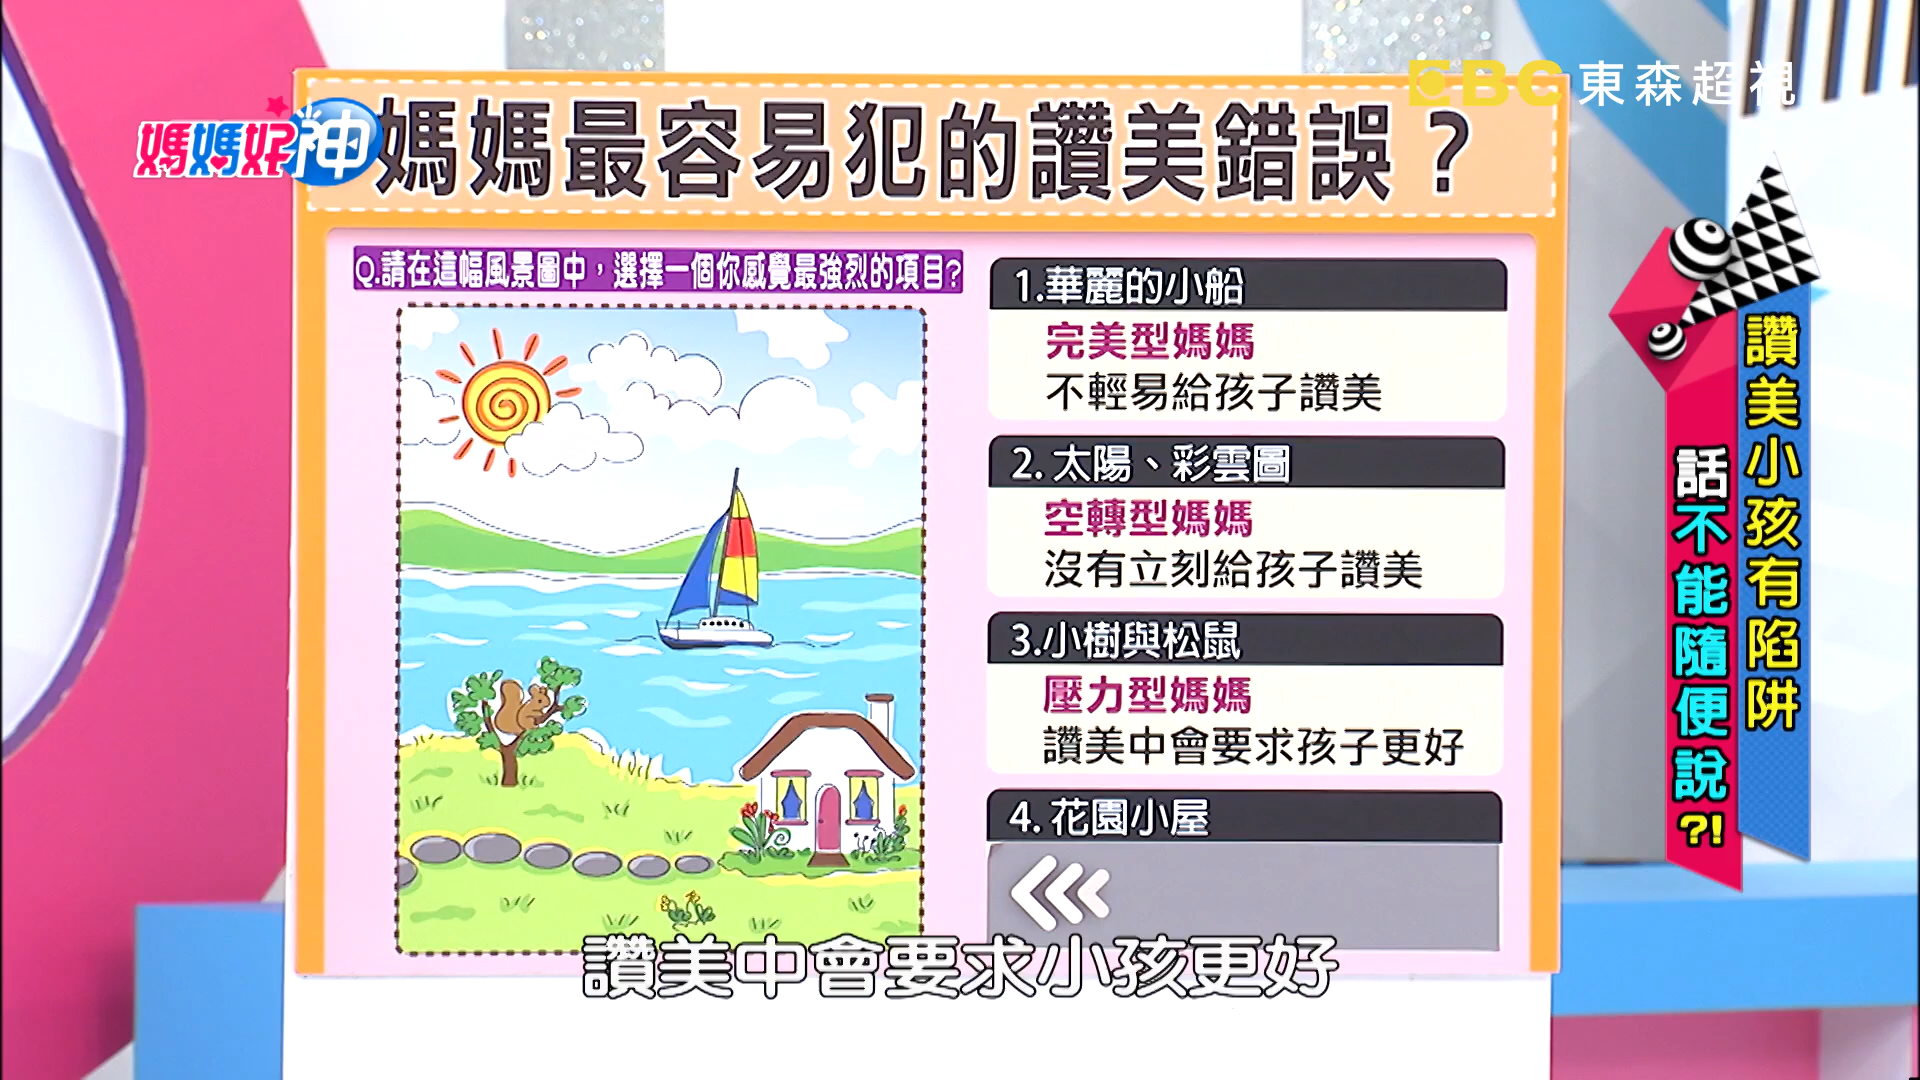 EBC 東森超視
媽媽好神
媽媽最容易犯的讚美錯誤？
Q.請在這幅風景圖中，選擇一個你感覺最強烈的項目?
1.華麗的小船
完美型媽媽
不輕易給孩子讚美
2.太陽、彩雲圖
空轉型媽媽
沒有立刻給孩子讚美
3.小樹與松鼠
壓力型媽媽
讚美中會要求孩子更好
4.花園小屋
讚美小孩有陷阱
話不能隨便說?!
讚美中會要求小孩更好